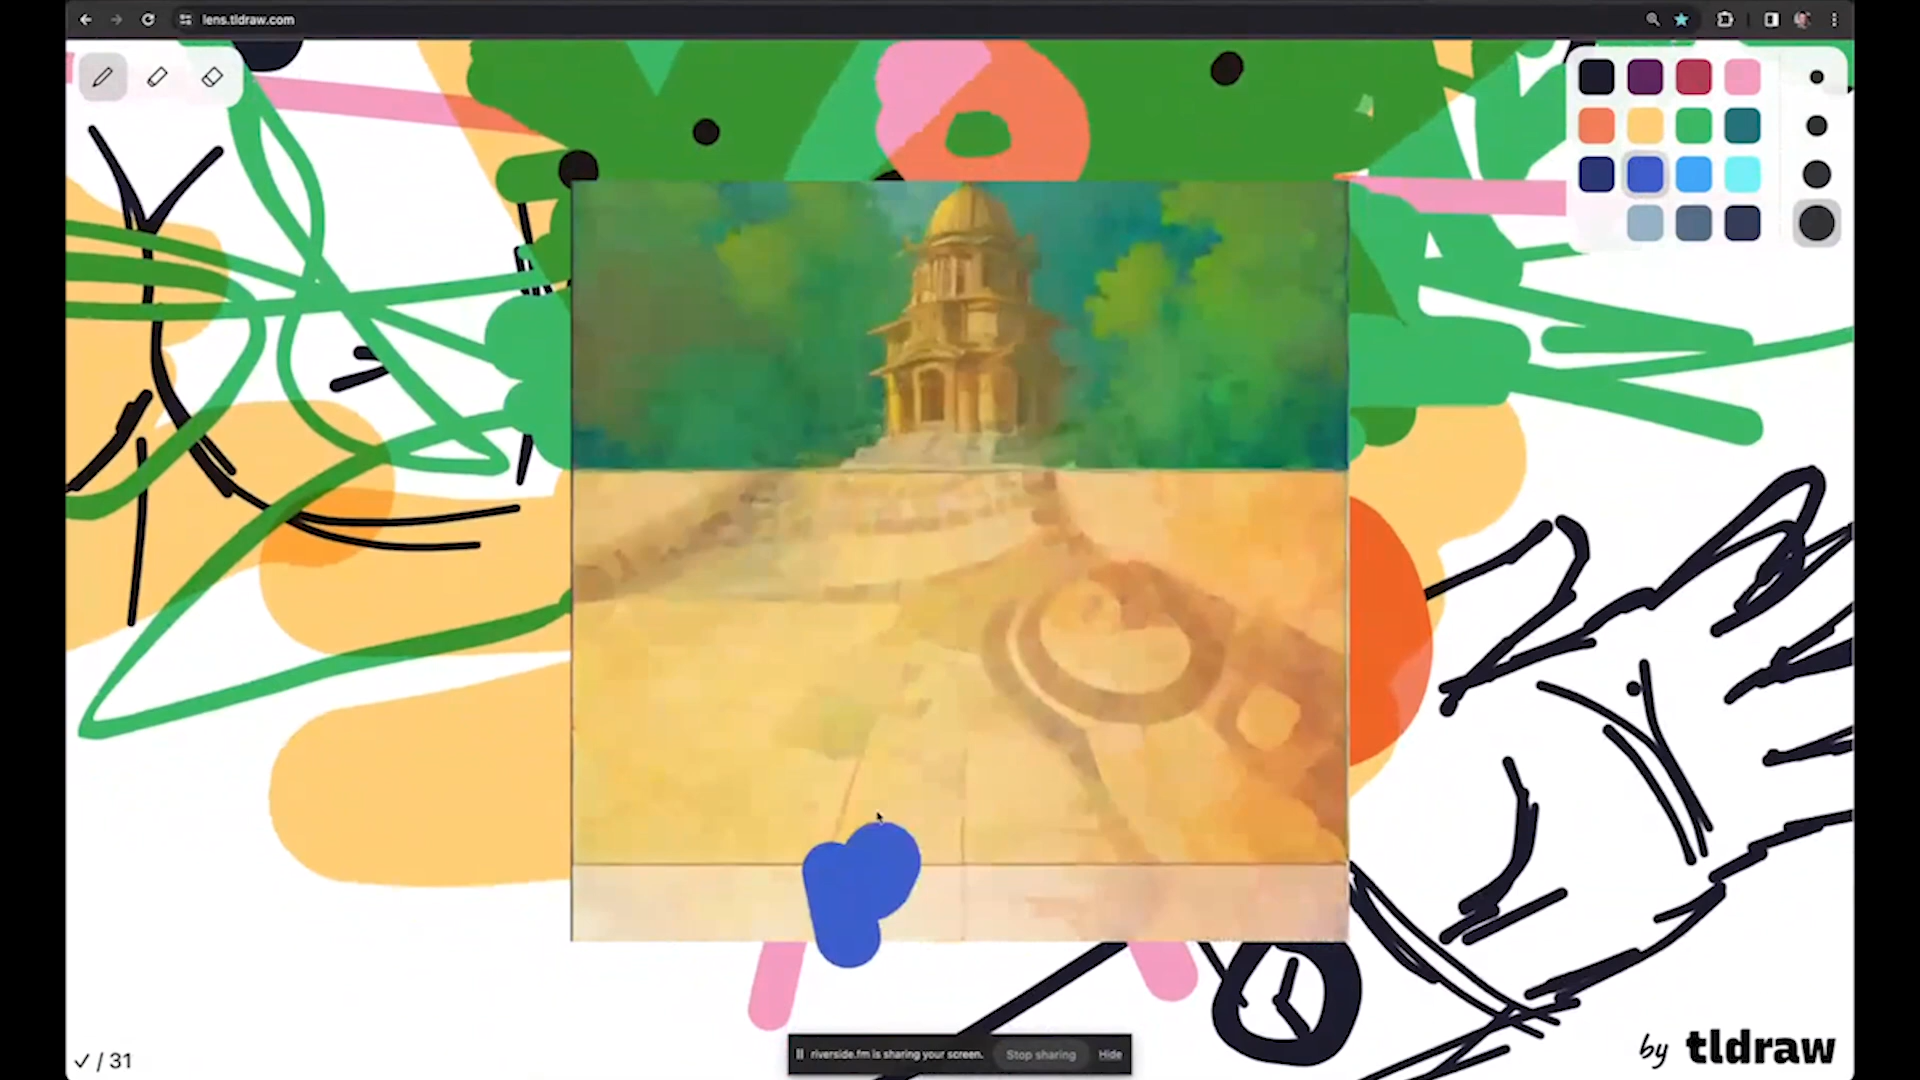 lens.tldraw.com
✓ / 31
riverside.fm is sharing your screen.
Stop sharing
Hide
by tldraw